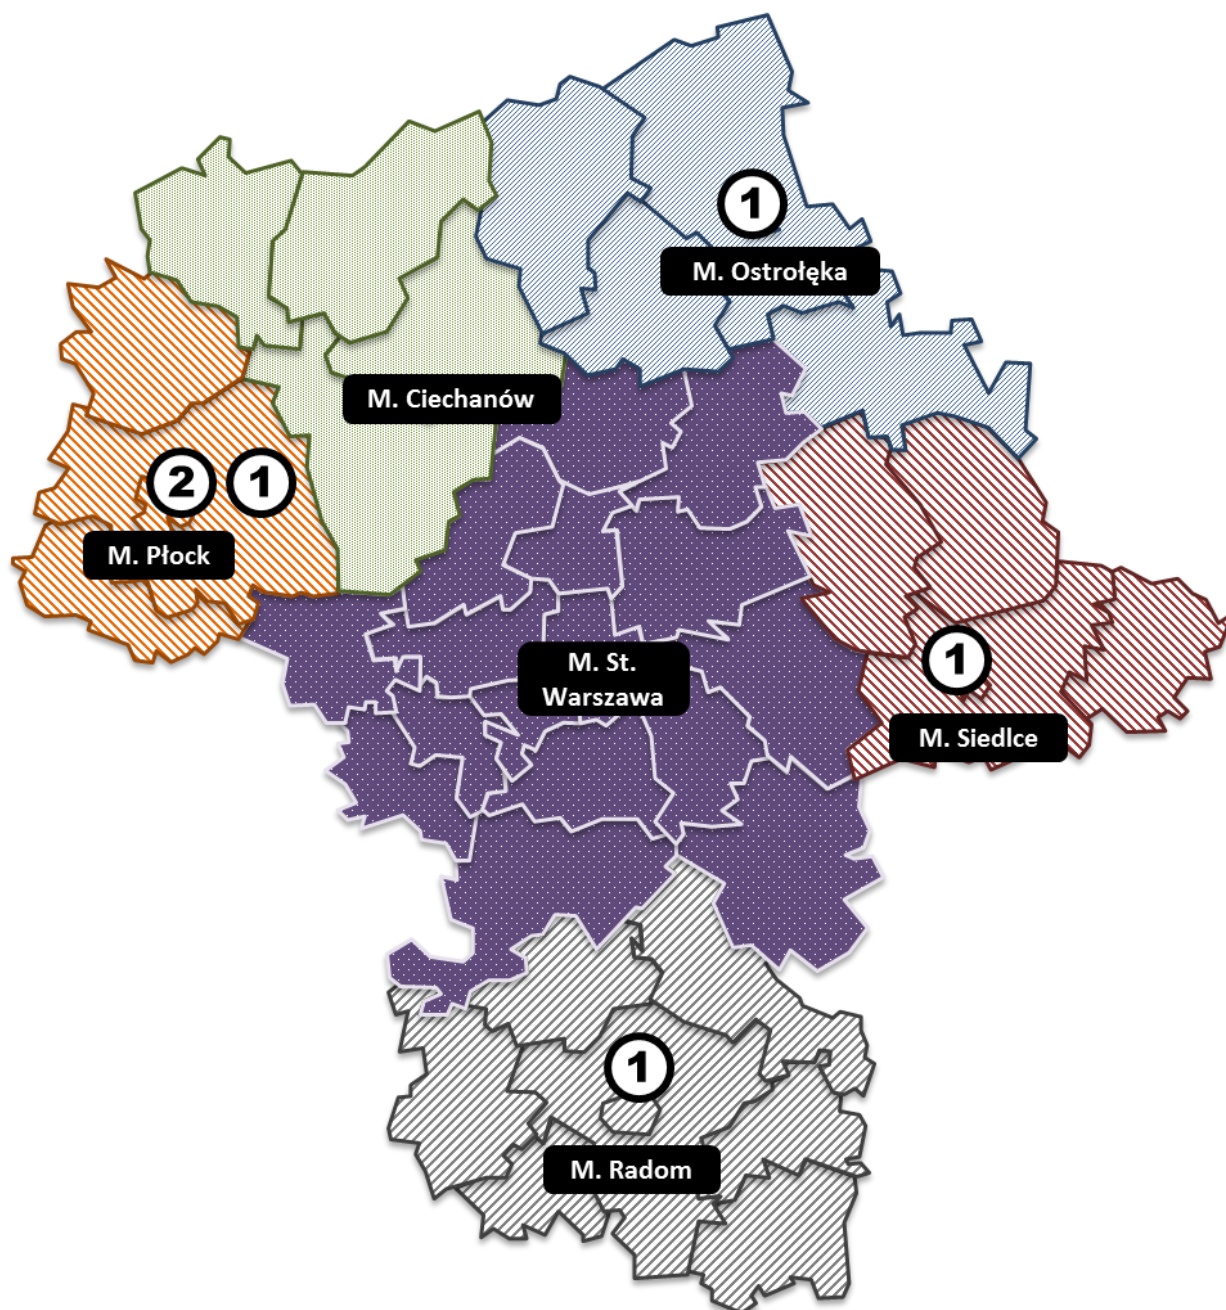 1
M. Ostrołęka
M. Ciechanów
2 1
M. Płock
M. St.
Warszawa
1
M. Siedlce
1
M. Radom